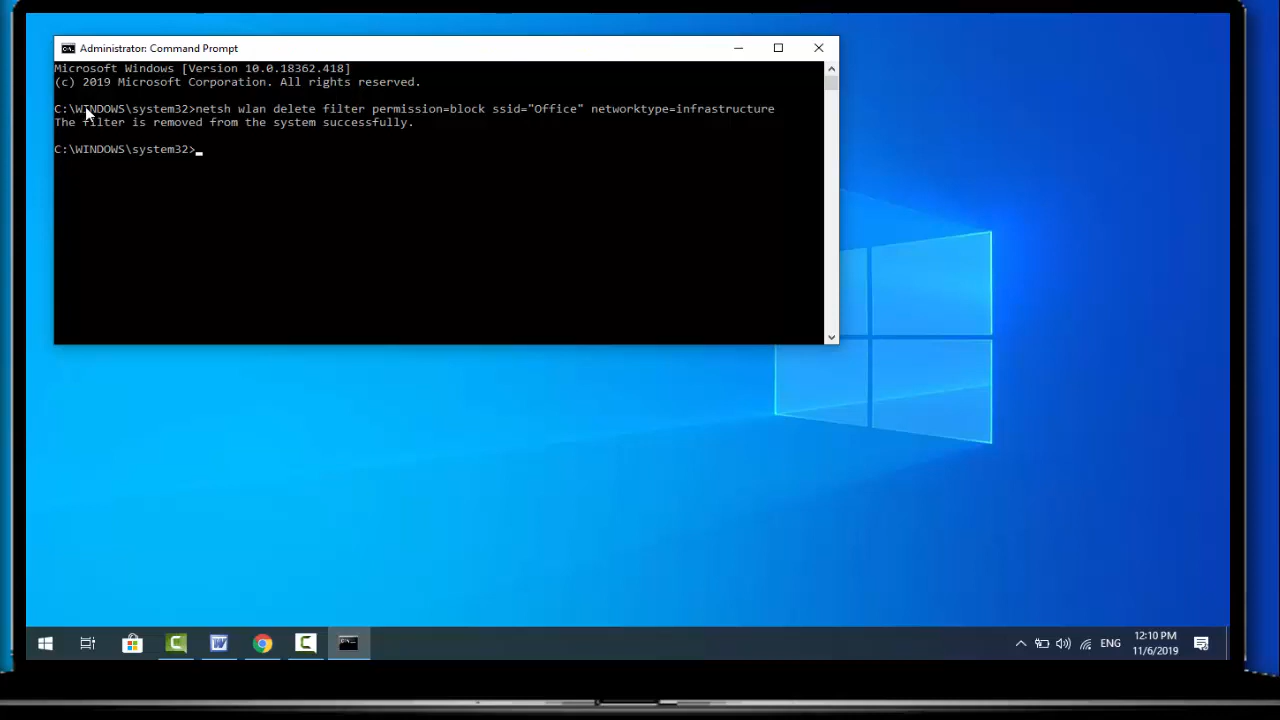 Administrator: Command Prompt
Microsoft Windows [Version 10.0.18362.418]
(c) 2019 Microsoft Corporation. All rights reserved.
C:\WINDOWS\system32>netsh wlan delete filter permission=block ssid="Office" networktype=infrastructure
The filter is removed from the system successfully.
C:\WINDOWS\system32>
ENG
12:10 PM
11/6/2019